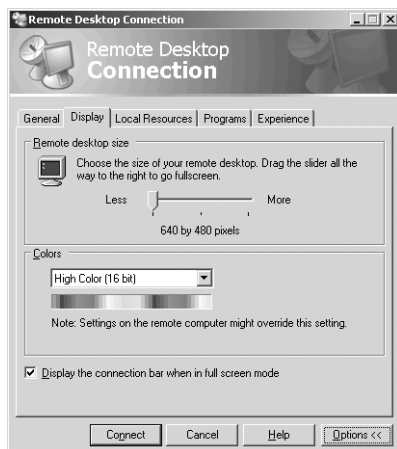 Remote Desktop Connection
Remote Desktop
Connection
General Display Local Resources Programs Experience
Remote desktop size
Choose the size of your remote desktop. Drag the slider all the
way to the right to go fullscreen.
Less More
640 by 480 pixels
Colors
High Color (16 bit)
Note: Settings on the remote computer might override this setting.
Display the connection bar when in full screen mode
Connect Cancel Help Options <<